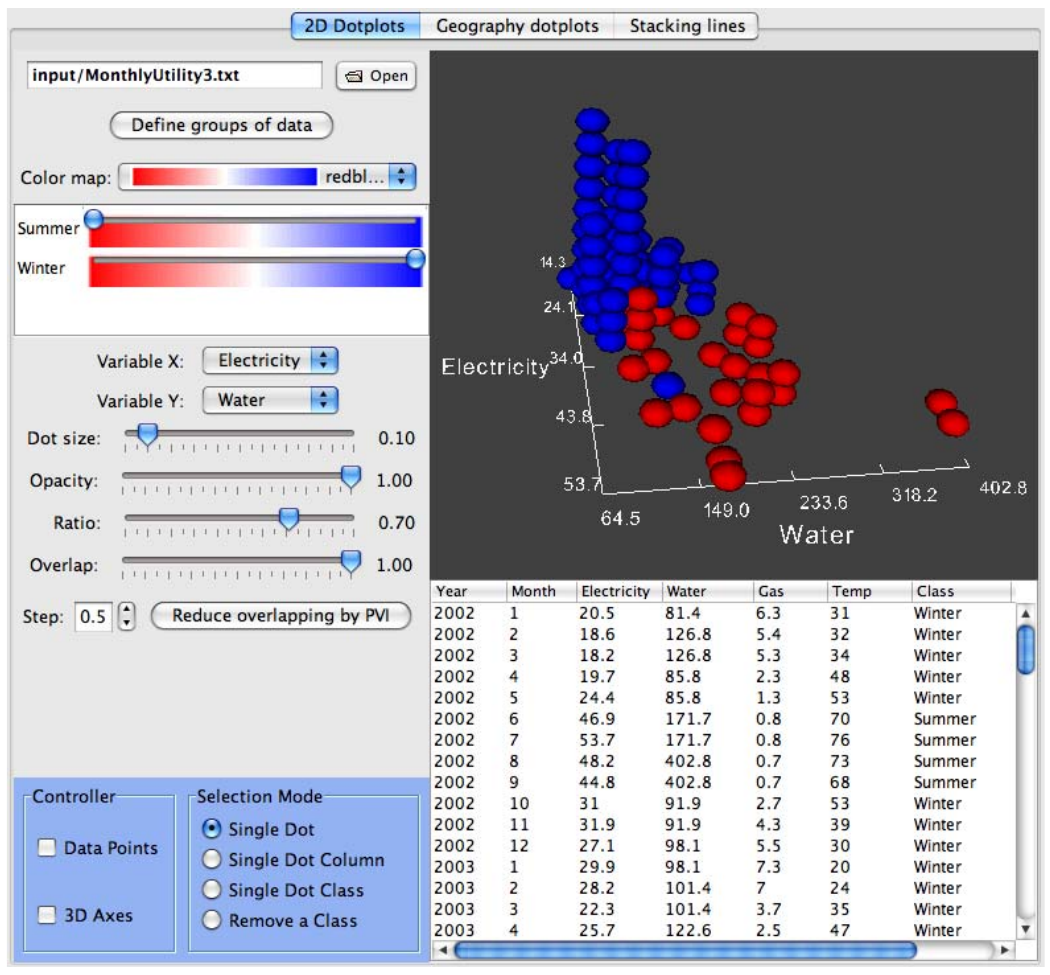 2D Dotplots Geography dotplots Stacking lines
input/MonthlyUtility3.txt Open
Define groups of data
Color map: redbl...
Summer
Winter
Variable X: Electricity
Variable Y: Water
Dot size: 0.10
Opacity: 1.00
Ratio: 0.70
Overlap: 1.00
Step: 0.5 Reduce overlapping by PVI
Controller
Data Points
3D Axes
Selection Mode
Single Dot
Single Dot Column
Single Dot Class
Remove a Class
14.3
24.1
Electricity 34.0
43.8
53.7
64.5 149.0 233.6 318.2 402.8
Water
Year Month Electricity Water Gas Temp Class
2002 1 20.5 81.4 6.3 31 Winter
2002 2 18.6 126.8 5.4 32 Winter
2002 3 18.2 126.8 5.3 34 Winter
2002 4 19.7 85.8 2.3 48 Winter
2002 5 24.4 85.8 1.3 53 Winter
2002 6 46.9 171.7 0.8 70 Summer
2002 7 53.7 171.7 0.8 76 Summer
2002 8 48.2 402.8 0.7 73 Summer
2002 9 44.8 402.8 0.7 68 Summer
2002 10 31 91.9 2.7 53 Winter
2002 11 31.9 91.9 4.3 39 Winter
2002 12 27.1 98.1 5.5 30 Winter
2003 1 29.9 98.1 7.3 20 Winter
2003 2 28.2 101.4 7 24 Winter
2003 3 22.3 101.4 3.7 35 Winter
2003 4 25.7 122.6 2.5 47 Winter